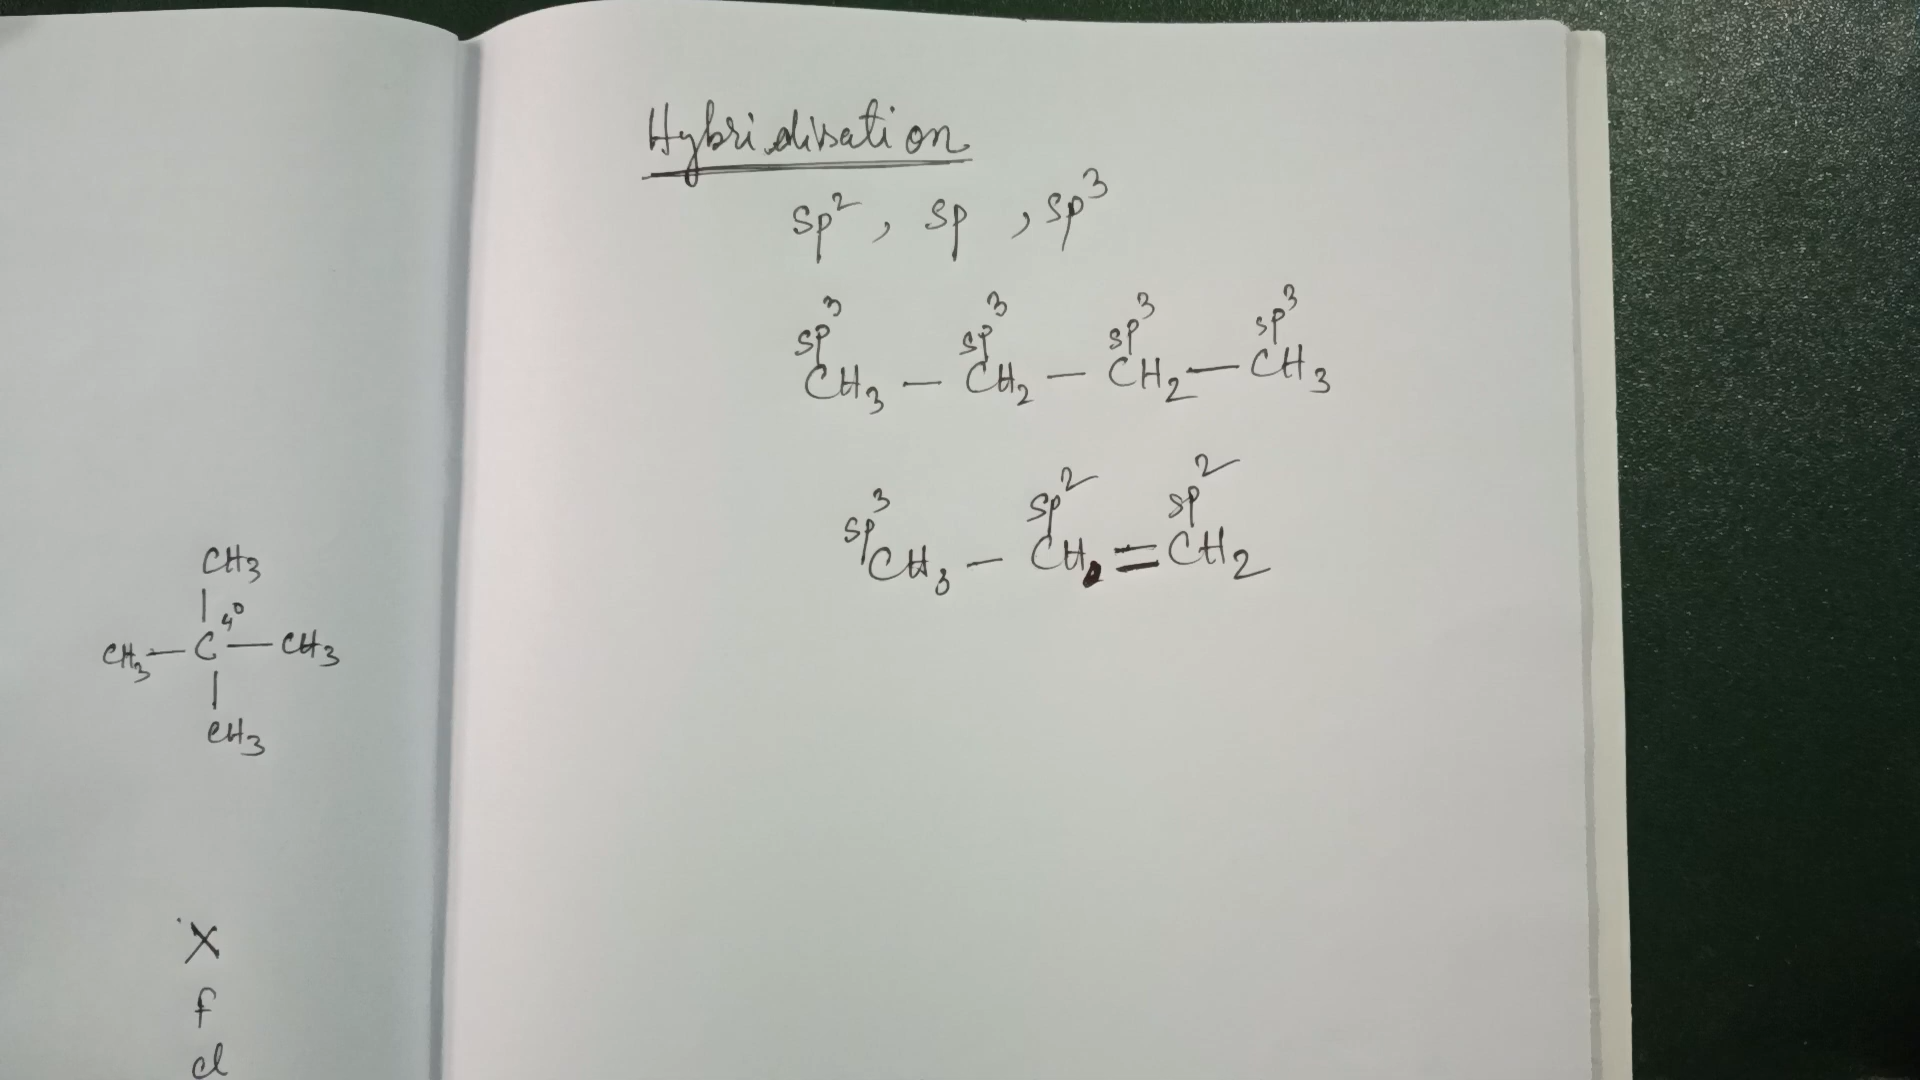 CH3
| 4°
CH3 — C — CH3
|
CH3
X
f
cl
Hybridisation
sp², sp, sp³
sp³ sp³ sp³ sp³
CH3 — CH2 — CH2 — CH3
sp³ sp² sp²
CH3 — CH = CH2